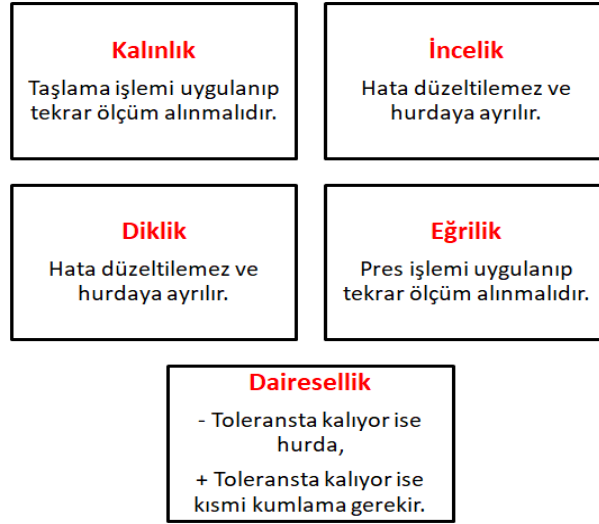 Kalınlık
Taşlama işlemi uygulanıp
tekrar ölçüm alınmalıdır.
İncelik
Hata düzeltilemez ve
hurdaya ayrılır.
Diklik
Hata düzeltilemez ve
hurdaya ayrılır.
Eğrilik
Pres işlemi uygulanıp
tekrar ölçüm alınmalıdır.
Dairesellik
- Toleransta kalıyor ise
hurda,
+ Toleransta kalıyor ise
kısmi kumlama gerekir.